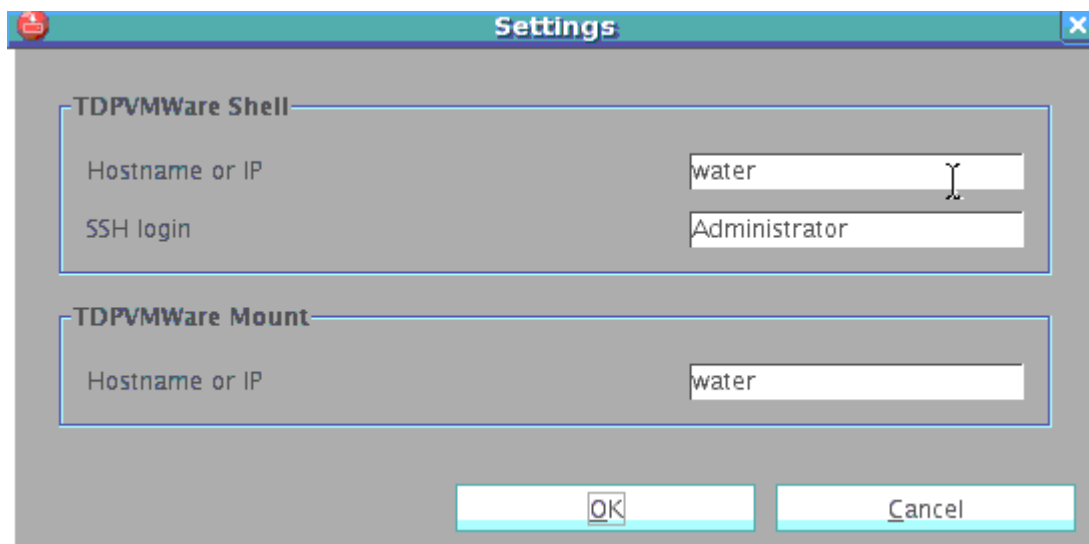 Settings
TDPVMWare Shell
Hostname or IP water
SSH login Administrator
TDPVMWare Mount
Hostname or IP water
OK Cancel